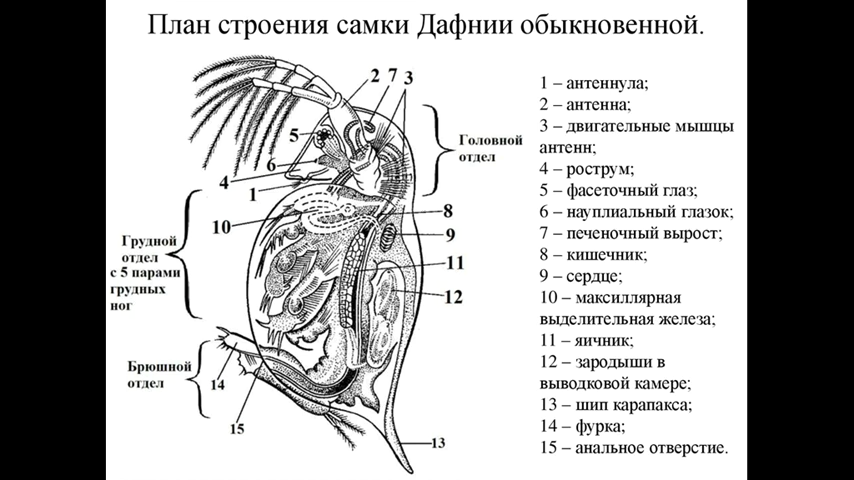 План строения самки Дафнии обыкновенной.
2 7 3
5
6
4
1
10
8
9
11
12
14
15
13
Головной
отдел
Грудной
отдел
с 5 парами
грудных
ног
Брюшной
отдел
1 – антеннула;
2 – антенна;
3 – двигательные мышцы
антенн;
4 – рострум;
5 – фасеточный глаз;
6 – науплиальный глазок;
7 – печеночный вырост;
8 – кишечник;
9 – сердце;
10 – максиллярная
выделительная железа;
11 – яичник;
12 – зародыши в
выводковой камере;
13 – шип карапакса;
14 – фурка;
15 – анальное отверстие.